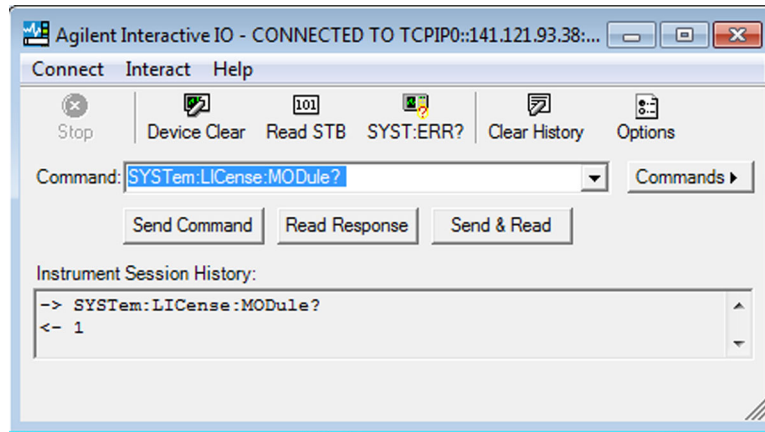 Agilent Interactive IO - CONNECTED TO TCPIP0::141.121.93.38:...
Connect Interact Help
101
Stop Device Clear Read STB SYST:ERR? Clear History Options
Command: SYSTem:LICense:MODule? Commands
Send Command Read Response Send & Read
Instrument Session History:
-> SYSTem:LICense:MODule?
<- 1